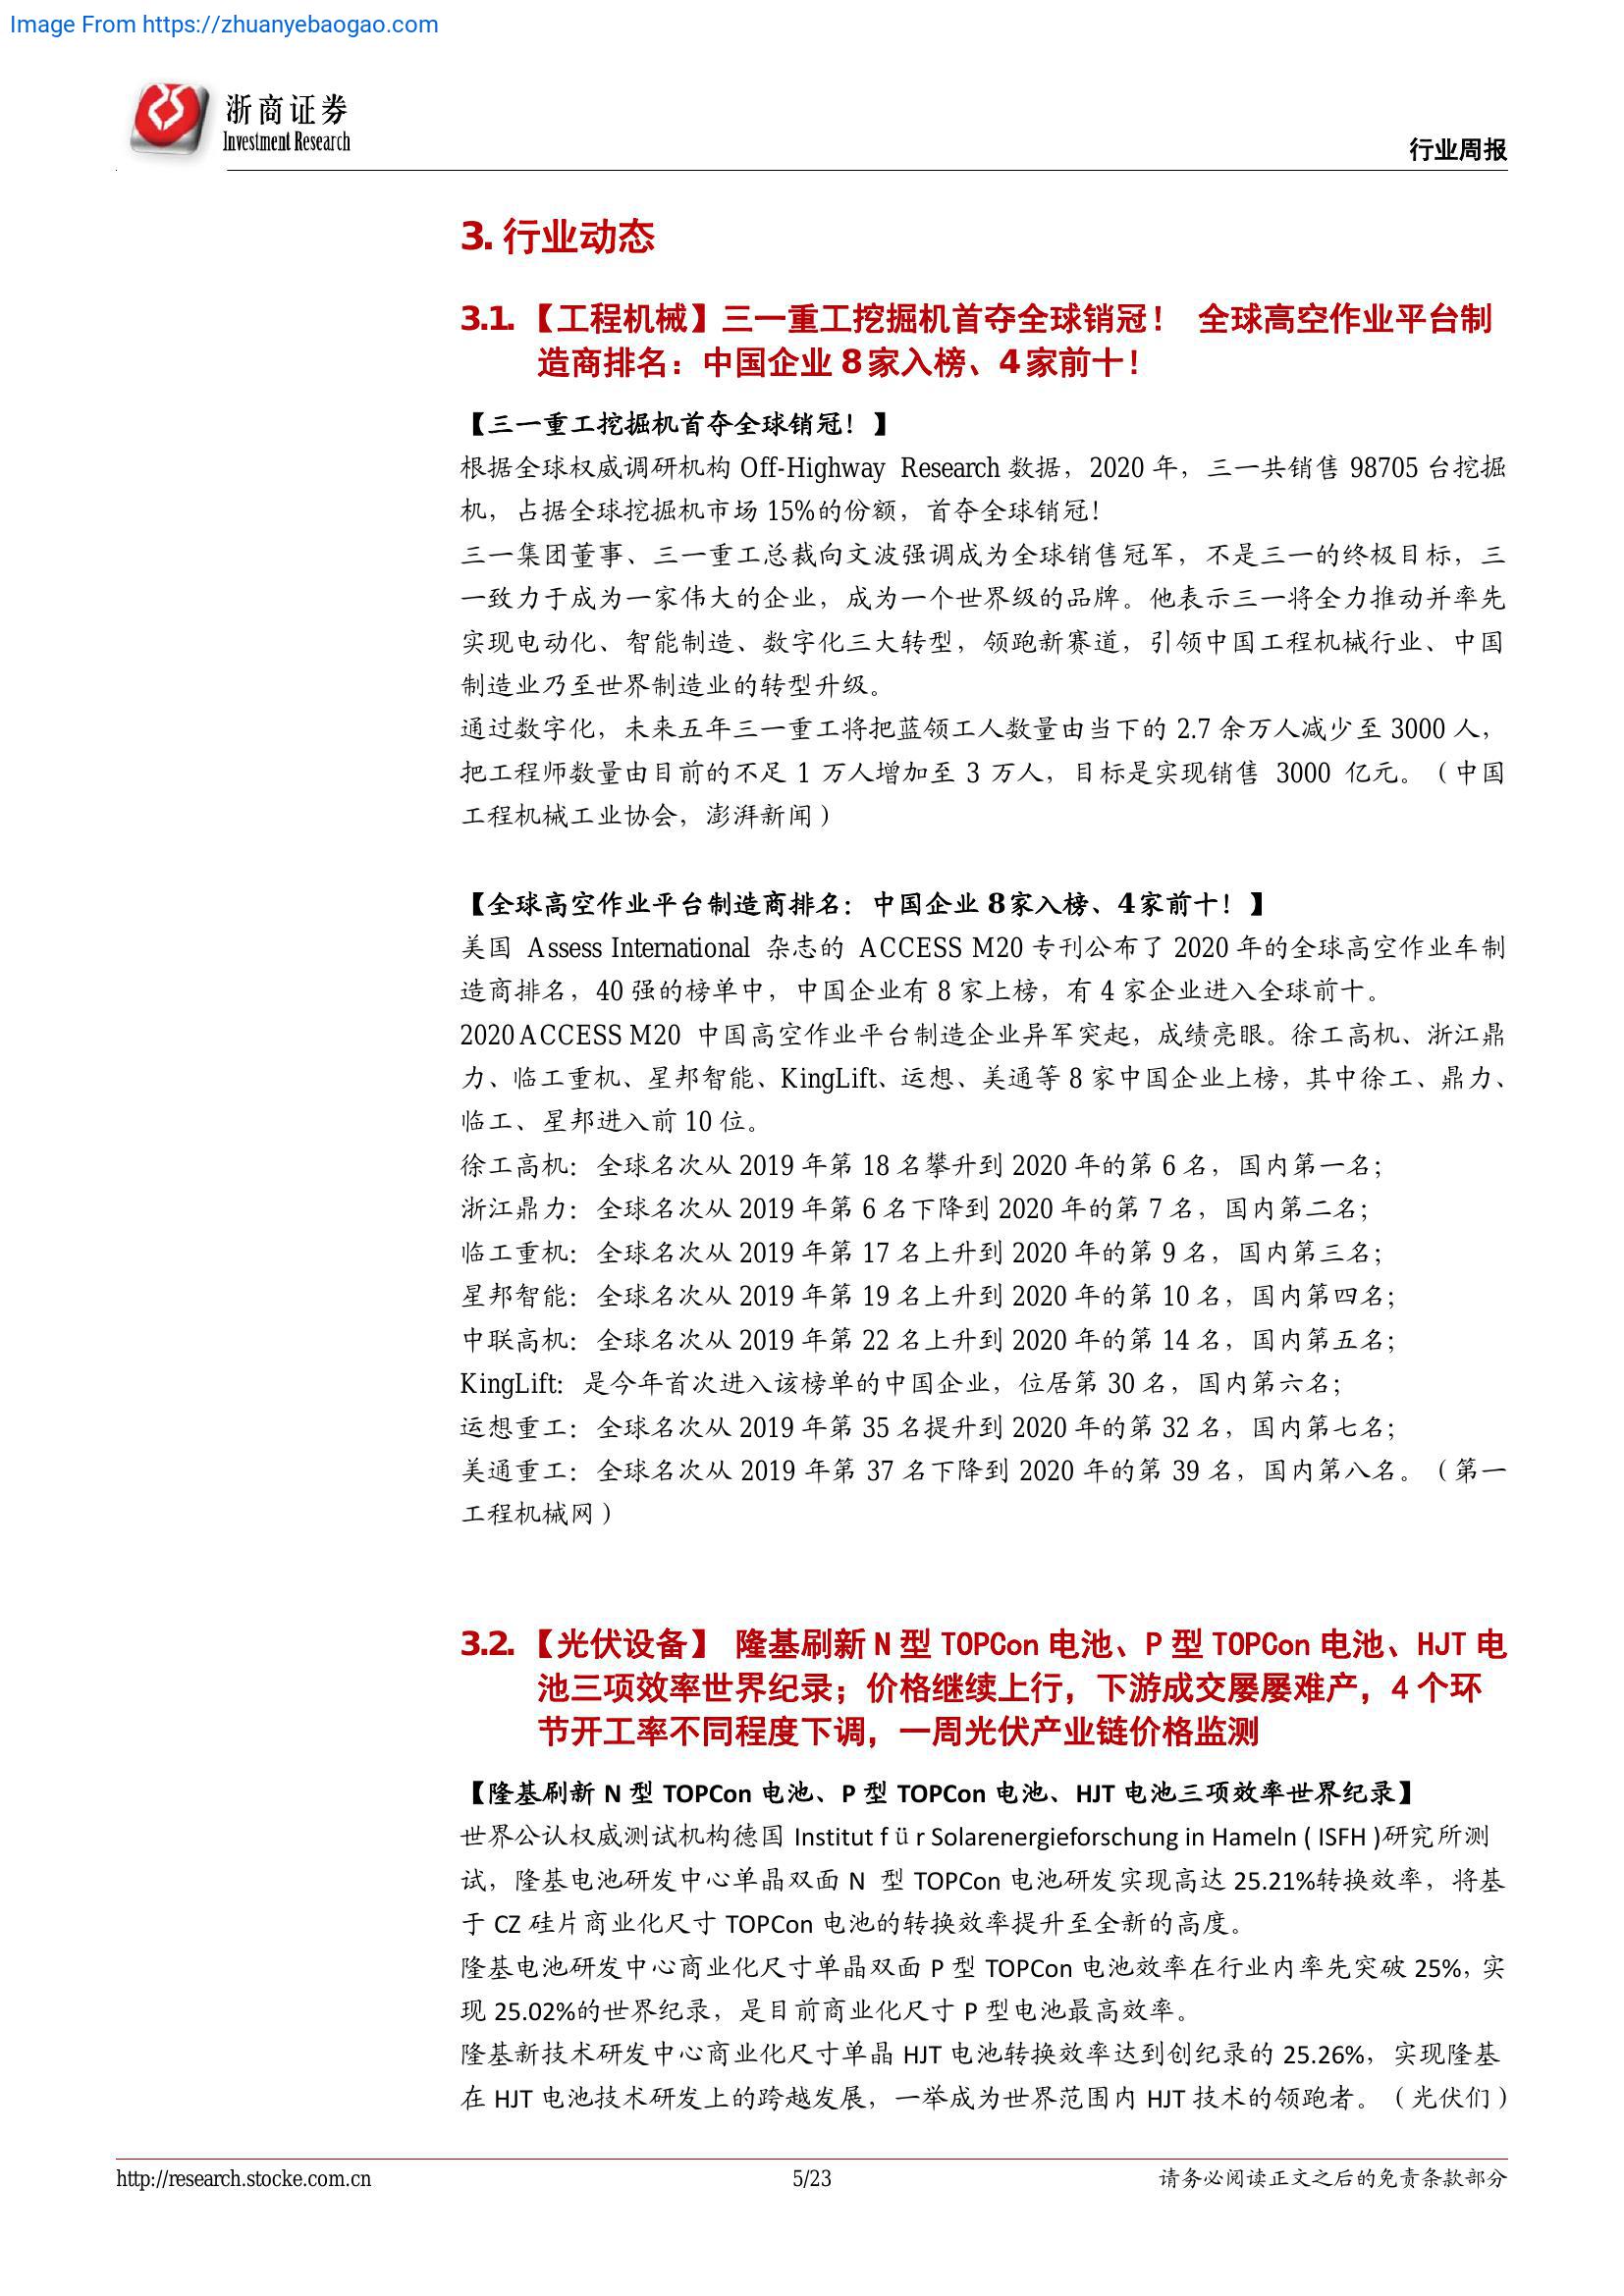 Image From https://zhuanyebaogao.com
浙商证券
Investment Research
行业周报
3. 行业动态
3.1. 【工程机械】三一重工挖掘机首夺全球销冠！ 全球高空作业平台制
造商排名：中国企业 8 家入榜、4 家前十！
【三一重工挖掘机首夺全球销冠！】
根据全球权威调研机构 Off-Highway Research 数据，2020 年，三一共销售 98705 台挖掘
机，占据全球挖掘机市场 15%的份额，首夺全球销冠！
三一集团董事、三一重工总裁向文波强调成为全球销售冠军，不是三一的终极目标，三
一致力于成为一家伟大的企业，成为一个世界级的品牌。他表示三一将全力推动并率先
实现电动化、智能制造、数字化三大转型，领跑新赛道，引领中国工程机械行业、中国
制造业乃至世界制造业的转型升级。
通过数字化，未来五年三一重工将把蓝领工人数量由当下的 2.7 余万人减少至 3000 人，
把工程师数量由目前的不足 1 万人增加至 3 万人，目标是实现销售 3000 亿元。（中国
工程机械工业协会，澎湃新闻）
【全球高空作业平台制造商排名：中国企业 8 家入榜、4 家前十！】
美国 Assess International 杂志的 ACCESS M20 专刊公布了 2020 年的全球高空作业车制
造商排名，40 强的榜单中，中国企业有 8 家上榜，有 4 家企业进入全球前十。
2020 ACCESS M20 中国高空作业平台制造企业异军突起，成绩亮眼。徐工高机、浙江鼎
力、临工重机、星邦智能、KingLift、运想、美通等 8 家中国企业上榜，其中徐工、鼎力、
临工、星邦进入前 10 位。
徐工高机：全球名次从 2019 年第 18 名攀升到 2020 年的第 6 名，国内第一名；
浙江鼎力：全球名次从 2019 年第 6 名下降到 2020 年的第 7 名，国内第二名；
临工重机：全球名次从 2019 年第 17 名上升到 2020 年的第 9 名，国内第三名；
星邦智能：全球名次从 2019 年第 19 名上升到 2020 年的第 10 名，国内第四名；
中联高机：全球名次从 2019 年第 22 名上升到 2020 年的第 14 名，国内第五名；
KingLift：是今年首次进入该榜单的中国企业，位居第 30 名，国内第六名；
运想重工：全球名次从 2019 年第 35 名提升到 2020 年的第 32 名，国内第七名；
美通重工：全球名次从 2019 年第 37 名下降到 2020 年的第 39 名，国内第八名。（第一
工程机械网）
3.2. 【光伏设备】 隆基刷新 N 型 TOPCon 电池、P 型 TOPCon 电池、HJT 电
池三项效率世界纪录；价格继续上行，下游成交屡屡难产，4 个环
节开工率不同程度下调，一周光伏产业链价格监测
【隆基刷新 N 型 TOPCon 电池、P 型 TOPCon 电池、HJT 电池三项效率世界纪录】
世界公认权威测试机构德国 Institut f ü r Solarenergieforschung in Hameln ( ISFH )研究所测
试，隆基电池研发中心单晶双面 N 型 TOPCon 电池研发实现高达 25.21%转换效率，将基
于 CZ 硅片商业化尺寸 TOPCon 电池的转换效率提升至全新的高度。
隆基电池研发中心商业化尺寸单晶双面 P 型 TOPCon 电池效率在行业内率先突破 25%，实
现 25.02%的世界纪录，是目前商业化尺寸 P 型电池最高效率。
隆基新技术研发中心商业化尺寸单晶 HJT 电池转换效率达到创纪录的 25.26%，实现隆基
在 HJT 电池技术研发上的跨越发展，一举成为世界范围内 HJT 技术的领跑者。（光伏们）
http://research.stocke.com.cn
5/23
请务必阅读正文之后的免责条款部分